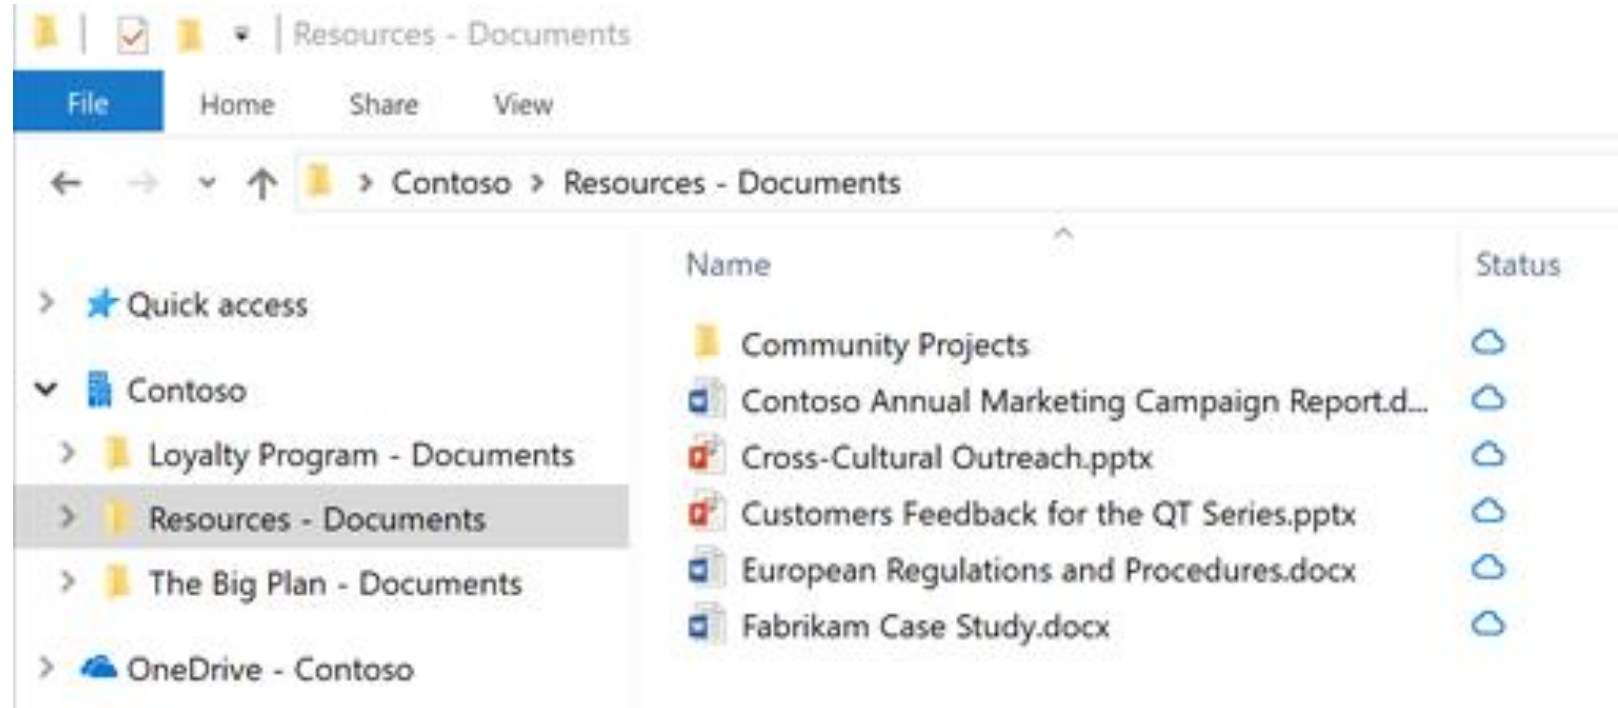 Resources - Documents
File Home Share View
Contoso > Resources - Documents
Name Status
Quick access
Contoso
Loyalty Program - Documents
Resources - Documents
The Big Plan - Documents
OneDrive - Contoso
Community Projects
Contoso Annual Marketing Campaign Report.d...
Cross-Cultural Outreach.pptx
Customers Feedback for the QT Series.pptx
European Regulations and Procedures.docx
Fabrikam Case Study.docx